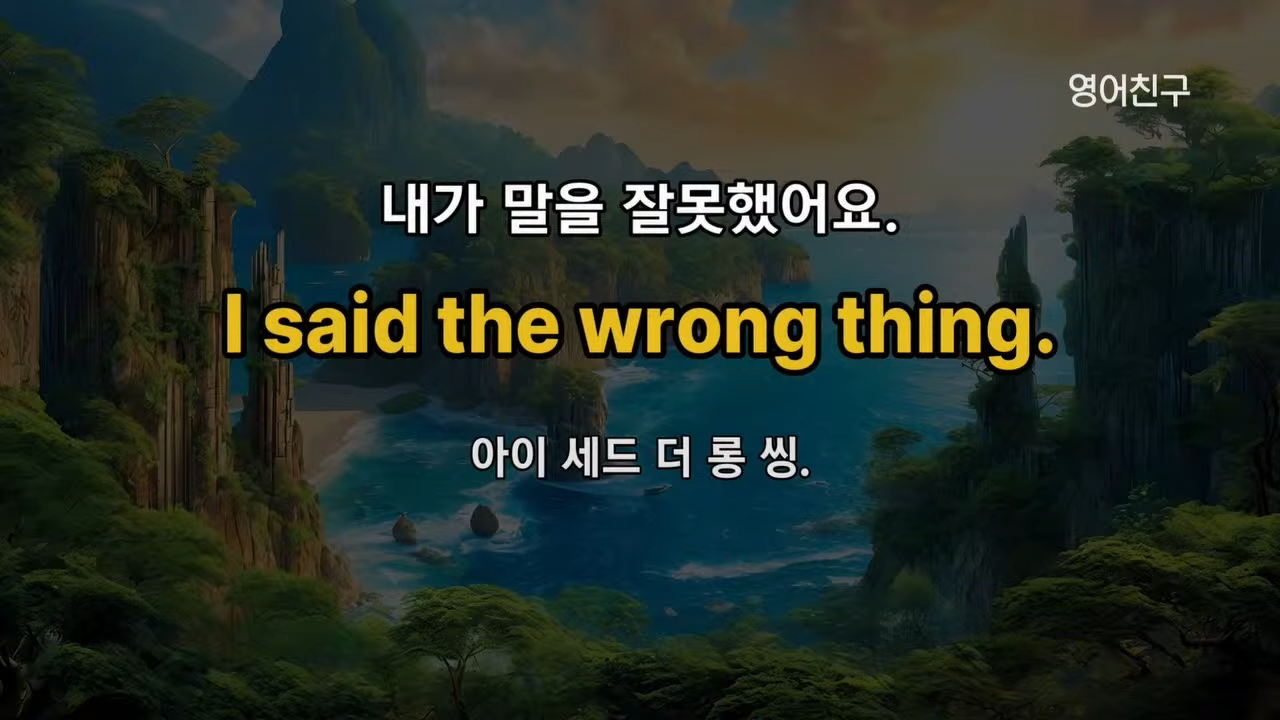 영어친구
내가 말을 잘못했어요.
I said the wrong thing.
아이 세드 더 롱 씽.